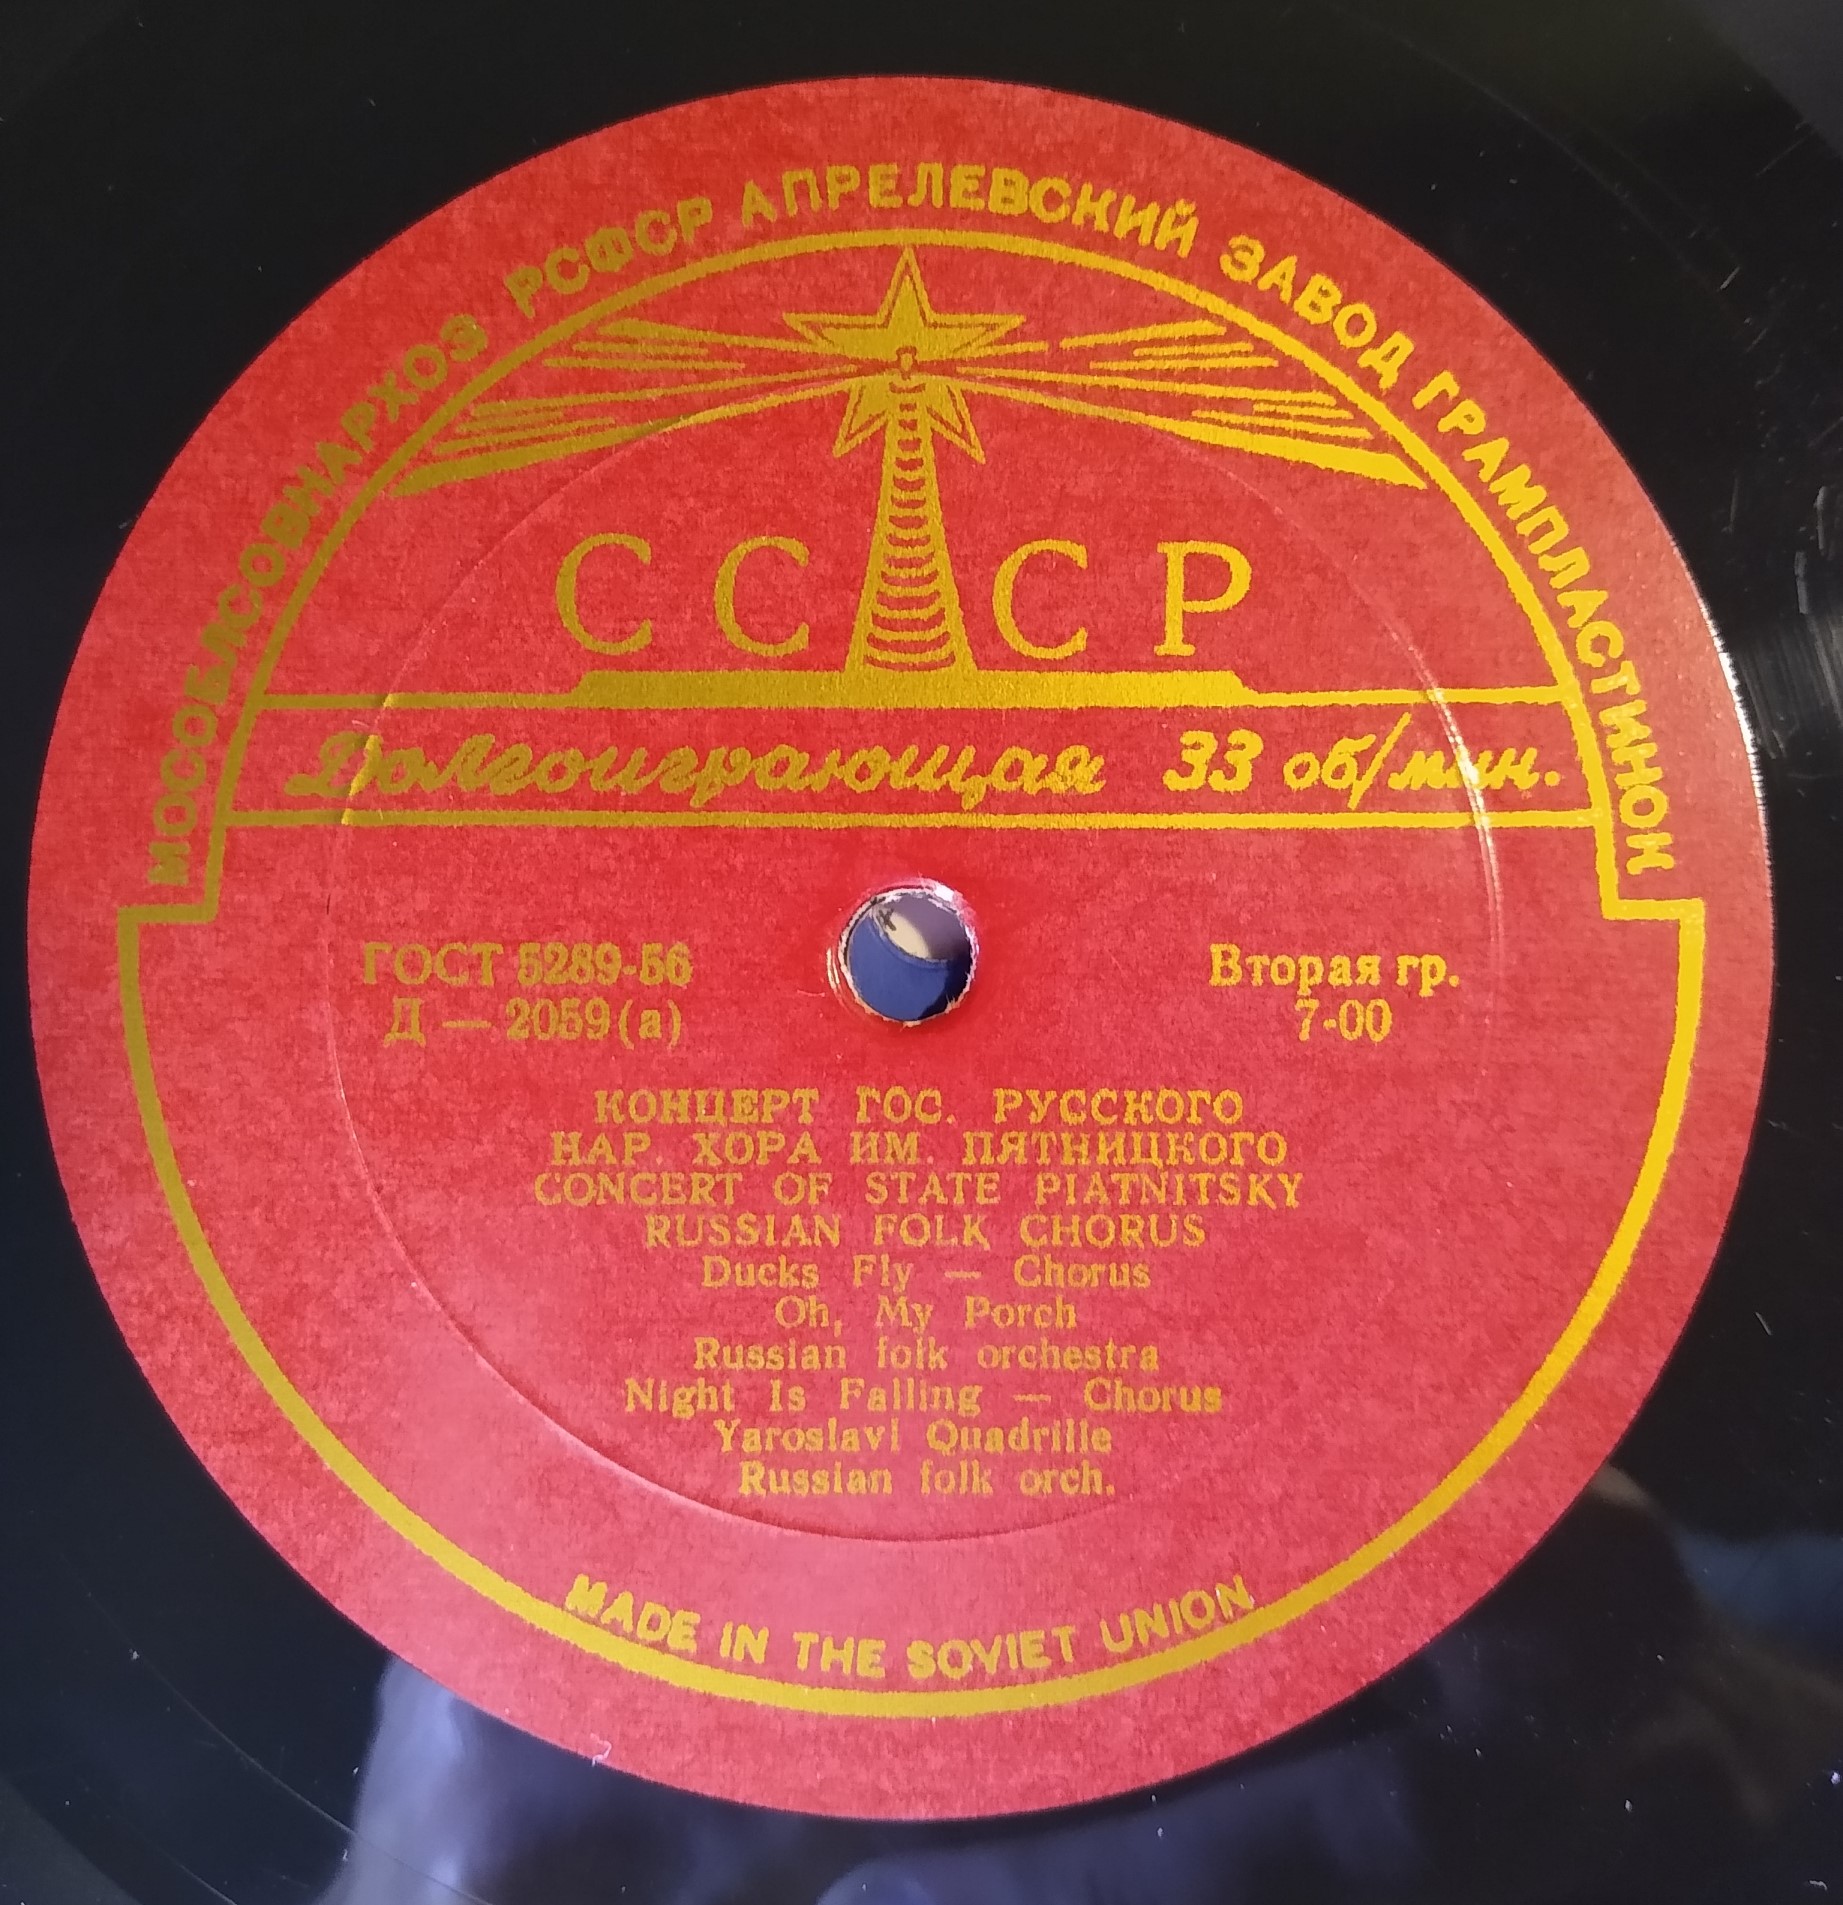 МОСОБЛСОВНАРХОЗ РСФСР АПРЕЛЕВСКИЙ ЗАВОД ГРАМПЛАСТИНОК
СССР
Долгоиграющая 33 об/мин.
ГОСТ 5289-56
Д — 2059(а)
Вторая гр.
7-00
КОНЦЕРТ ГОС. РУССКОГО
НАР. ХОРА ИМ. ПЯТНИЦКОГО
CONCERT OF STATE PIATNITSKY
RUSSIAN FOLK CHORUS
Ducks Fly — Chorus
Oh, My Porch
Russian folk orchestra
Night Is Falling — Chorus
Yaroslavl Quadrille
Russian folk orch.
MADE IN THE SOVIET UNION